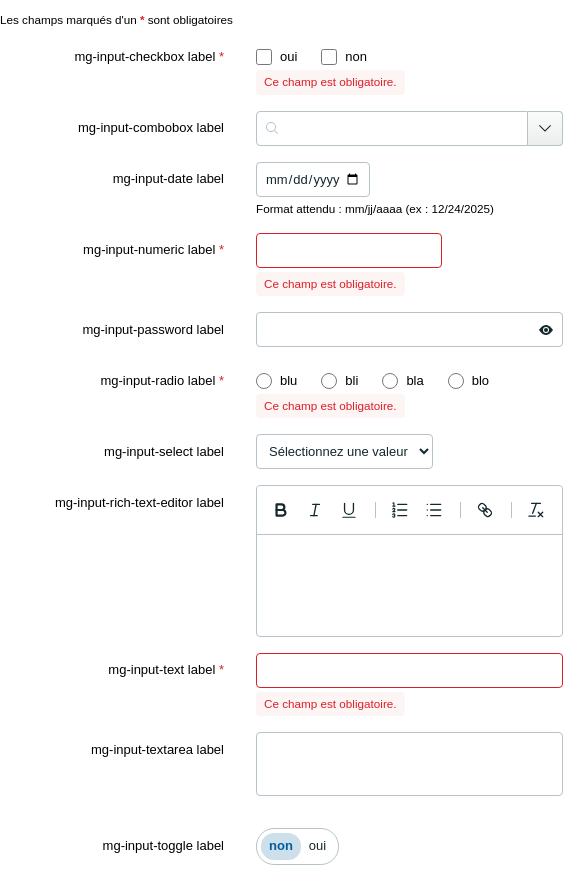 Les champs marqués d'un * sont obligatoires
mg-input-checkbox label *
oui non
Ce champ est obligatoire.
mg-input-combobox label
mg-input-date label
mm/dd/yyyy
Format attendu : mm/jj/aaaa (ex : 12/24/2025)
mg-input-numeric label *
Ce champ est obligatoire.
mg-input-password label
mg-input-radio label *
blu bli bla blo
Ce champ est obligatoire.
mg-input-select label
Sélectionnez une valeur
mg-input-rich-text-editor label
mg-input-text label *
Ce champ est obligatoire.
mg-input-textarea label
mg-input-toggle label
non oui